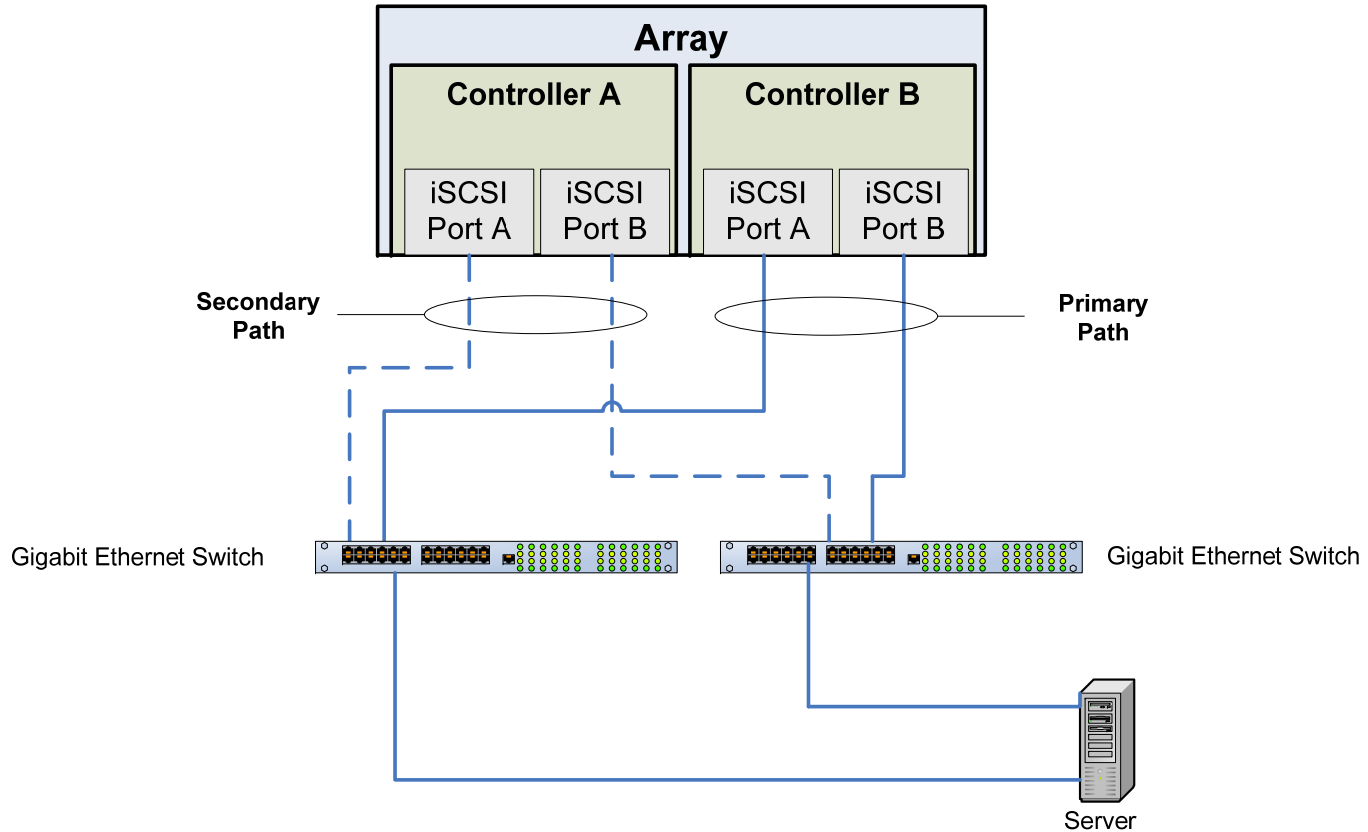 Array
Controller A
Controller B
iSCSI
Port A
iSCSI
Port B
iSCSI
Port A
iSCSI
Port B
Secondary
Path
Primary
Path
Gigabit Ethernet Switch
Gigabit Ethernet Switch
Server